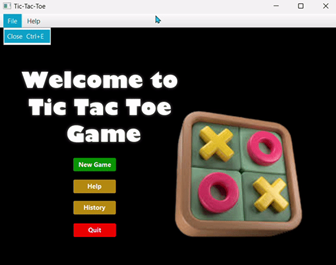 Tic-Tac-Toe
File Help
Close Ctrl+E
Welcome to
Tic Tac Toe
Game
New Game
Help
History
Quit